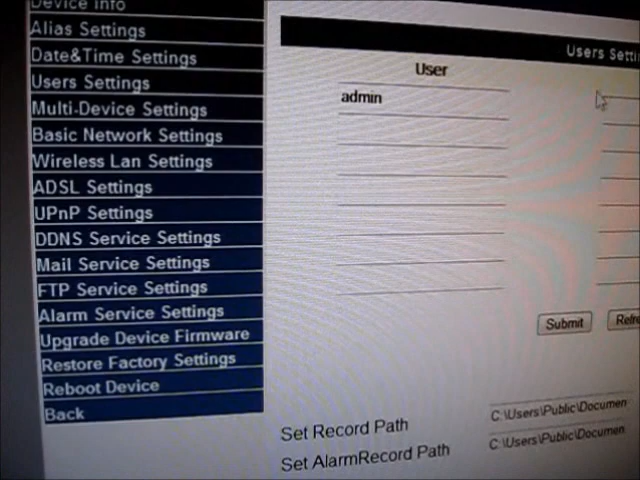 Device Info
Alias Settings
Date&Time Settings
Users Settings
Multi-Device Settings
Basic Network Settings
Wireless Lan Settings
ADSL Settings
UPnP Settings
DDNS Service Settings
Mail Service Settings
FTP Service Settings
Alarm Service Settings
Upgrade Device Firmware
Restore Factory Settings
Reboot Device
Back
Users Setti
User
admin
Submit
Refre
Set Record Path
C:\Users\Public\Documen
Set AlarmRecord Path
C:\Users\Public\Documen